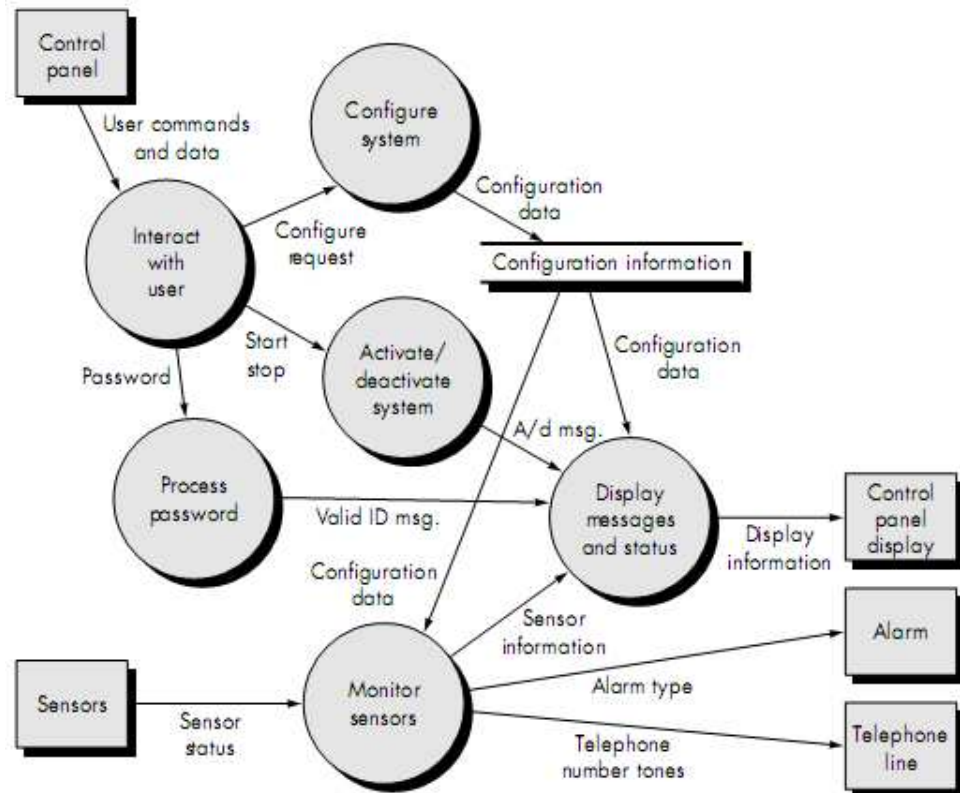 Control
panel
User commands
and data
Configure
system
Configuration
data
Interact
with
user
Configure
request
Configuration information
Start
stop
Activate/
deactivate
system
Configuration
data
Password
A/d msg.
Process
password
Valid ID msg.
Display
messages
and status
Control
panel
display
Display
information
Configuration
data
Sensor
information
Alarm
Sensors
Sensor
status
Monitor
sensors
Alarm type
Telephone
number tones
Telephone
line